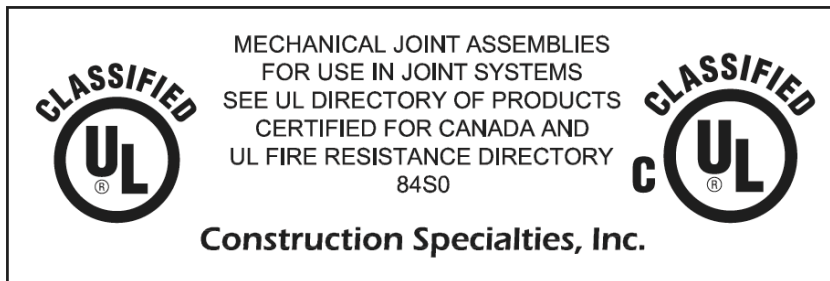 CLASSIFIED
UL
®
MECHANICAL JOINT ASSEMBLIES
FOR USE IN JOINT SYSTEMS
SEE UL DIRECTORY OF PRODUCTS
CERTIFIED FOR CANADA AND
UL FIRE RESISTANCE DIRECTORY
84S0
CLASSIFIED
C UL
®
Construction Specialties, Inc.